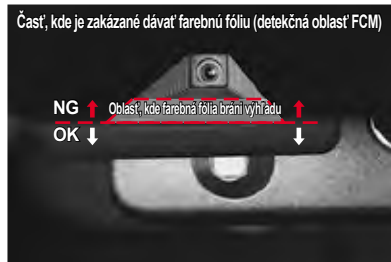 Časť, kde je zakázané dávať farebnú fóliu (detekčná oblasť FCM)
Oblasť, kde farebná fólia bráni výhľadu
NG
OK